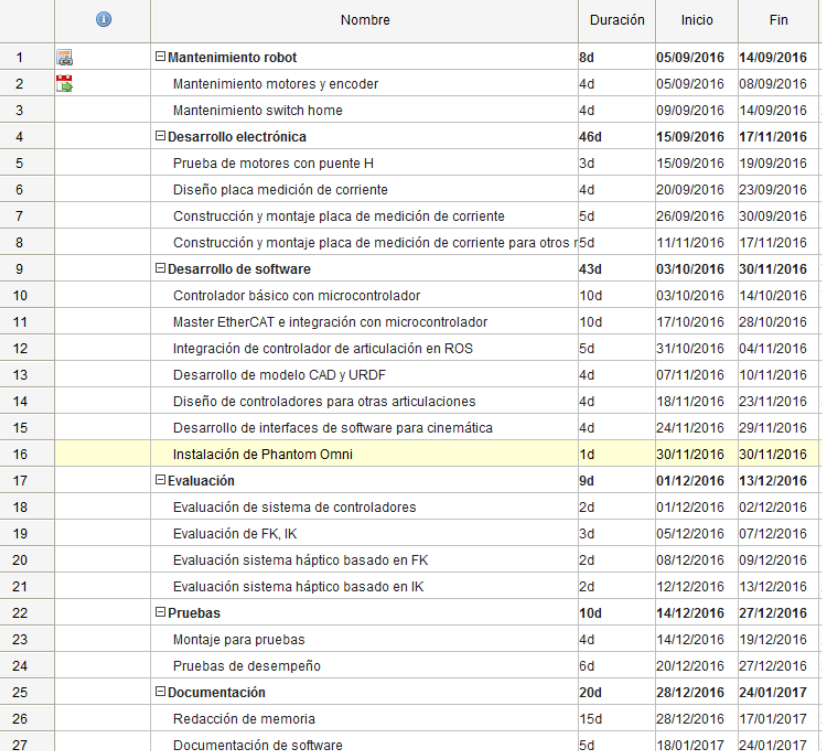 Nombre Duración Inicio Fin
1 Mantenimiento robot 8d 05/09/2016 14/09/2016
2 Mantenimiento motores y encoder 4d 05/09/2016 08/09/2016
3 Mantenimiento switch home 4d 09/09/2016 14/09/2016
4 Desarrollo electrónica 46d 15/09/2016 17/11/2016
5 Prueba de motores con puente H 3d 15/09/2016 19/09/2016
6 Diseño placa medición de corriente 4d 20/09/2016 23/09/2016
7 Construcción y montaje placa de medición de corriente 5d 26/09/2016 30/09/2016
8 Construcción y montaje placa de medición de corriente para otros 5d 11/11/2016 17/11/2016
9 Desarrollo de software 43d 03/10/2016 30/11/2016
10 Controlador básico con microcontrolador 10d 03/10/2016 14/10/2016
11 Master EtherCAT e integración con microcontrolador 10d 17/10/2016 28/10/2016
12 Integración de controlador de articulación en ROS 5d 31/10/2016 04/11/2016
13 Desarrollo de modelo CAD y URDF 4d 07/11/2016 10/11/2016
14 Diseño de controladores para otras articulaciones 4d 18/11/2016 23/11/2016
15 Desarrollo de interfaces de software para cinemática 4d 24/11/2016 29/11/2016
16 Instalación de Phantom Omni 1d 30/11/2016 30/11/2016
17 Evaluación 9d 01/12/2016 13/12/2016
18 Evaluación de sistema de controladores 2d 01/12/2016 02/12/2016
19 Evaluación de FK, IK 3d 05/12/2016 07/12/2016
20 Evaluación sistema háptico basado en FK 2d 08/12/2016 09/12/2016
21 Evaluación sistema háptico basado en IK 2d 12/12/2016 13/12/2016
22 Pruebas 10d 14/12/2016 27/12/2016
23 Montaje para pruebas 4d 14/12/2016 19/12/2016
24 Pruebas de desempeño 6d 20/12/2016 27/12/2016
25 Documentación 20d 28/12/2016 24/01/2017
26 Redacción de memoria 15d 28/12/2016 17/01/2017
27 Documentación de software 5d 18/01/2017 24/01/2017